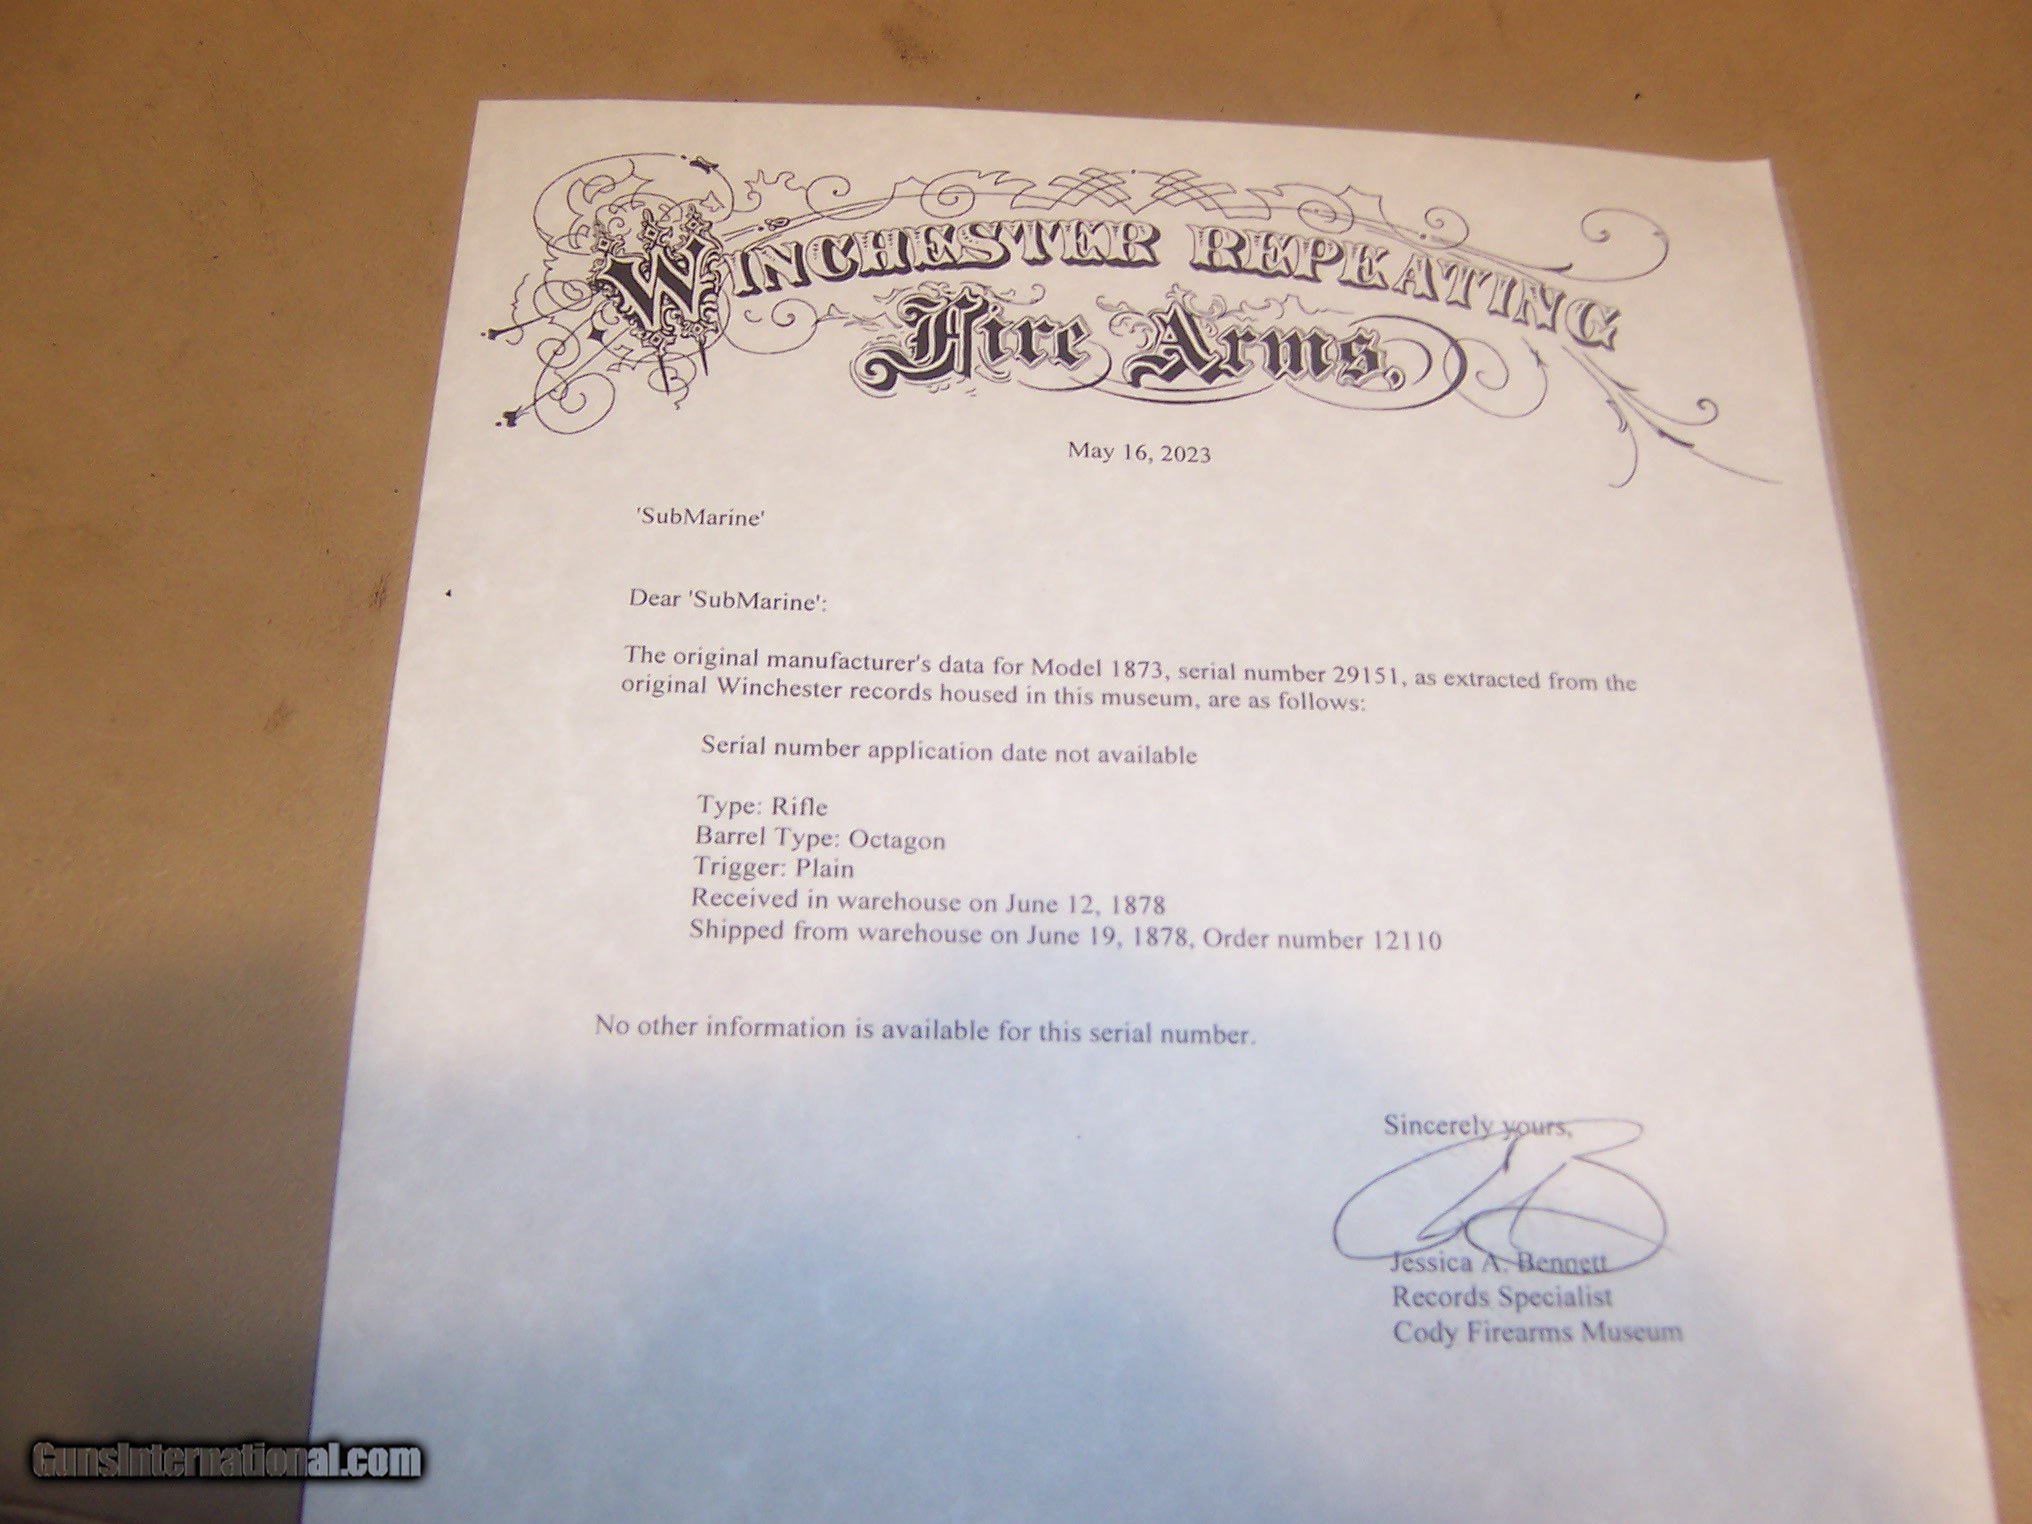 WINCHESTER REPEATING
Fire Arms.
May 16, 2023
'SubMarine'
Dear 'SubMarine':
The original manufacturer's data for Model 1873, serial number 29151, as extracted from the
original Winchester records housed in this museum, are as follows:
Serial number application date not available
Type: Rifle
Barrel Type: Octagon
Trigger: Plain
Received in warehouse on June 12, 1878
Shipped from warehouse on June 19, 1878, Order number 12110
No other information is available for this serial number.
Sincerely yours,
Jessica A. Bennett
Records Specialist
Cody Firearms Museum
GunsInternational.com